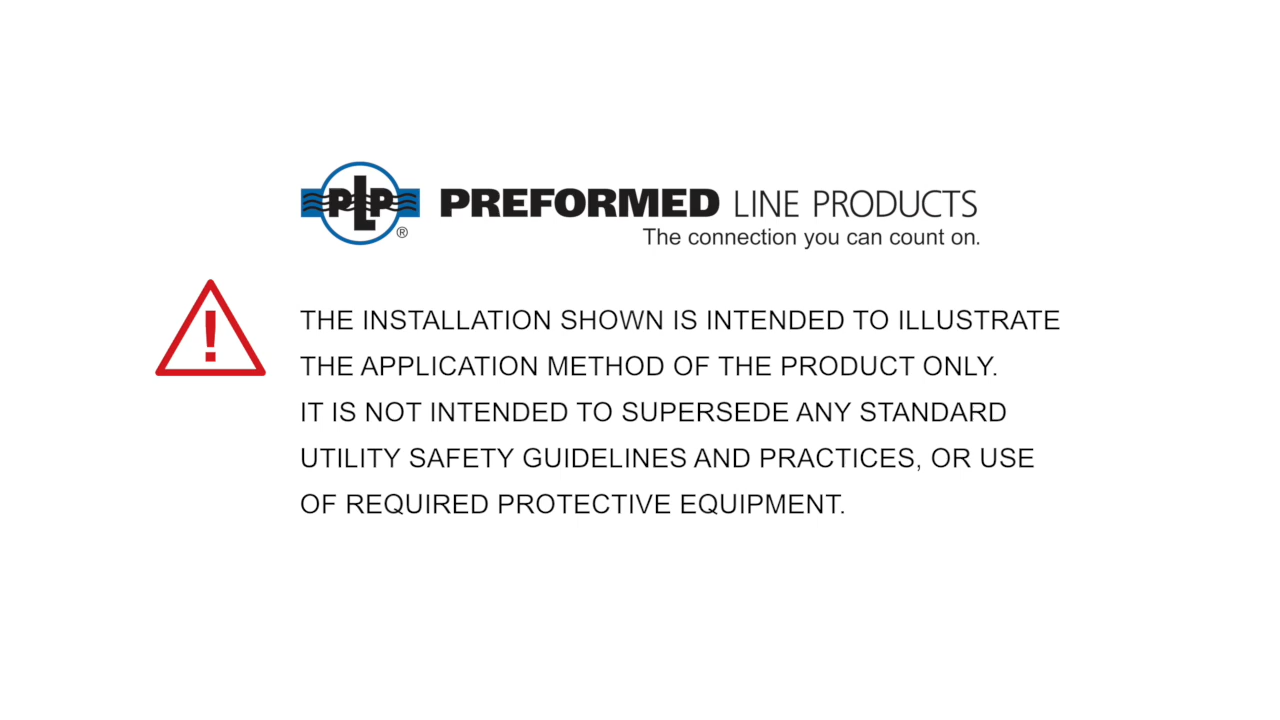 PLP®
PREFORMED LINE PRODUCTS
The connection you can count on.
!
THE INSTALLATION SHOWN IS INTENDED TO ILLUSTRATE
THE APPLICATION METHOD OF THE PRODUCT ONLY.
IT IS NOT INTENDED TO SUPERSEDE ANY STANDARD
UTILITY SAFETY GUIDELINES AND PRACTICES, OR USE
OF REQUIRED PROTECTIVE EQUIPMENT.